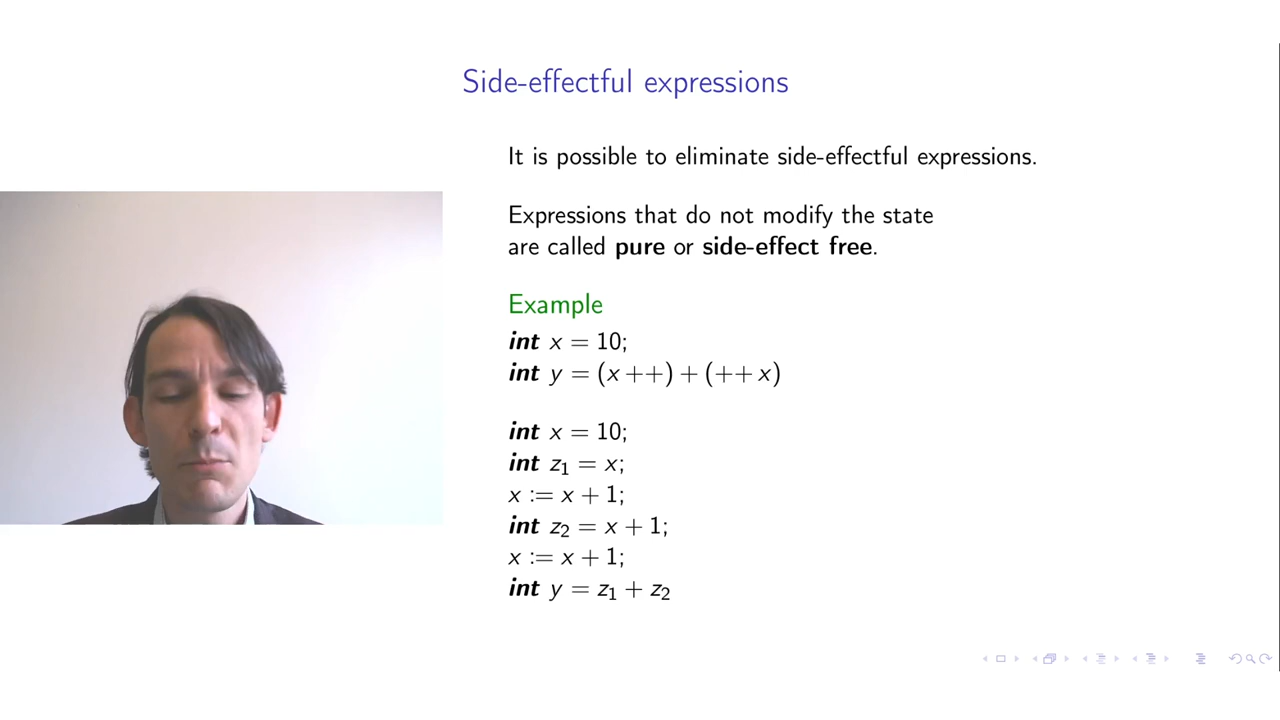 Side-effectful expressions
It is possible to eliminate side-effectful expressions.
Expressions that do not modify the state
are called pure or side-effect free.
Example
int x = 10;
int y = (x ++) + (++ x)
int x = 10;
int z₁ = x;
x := x + 1;
int z₂ = x + 1;
x := x + 1;
int y = z₁ + z₂